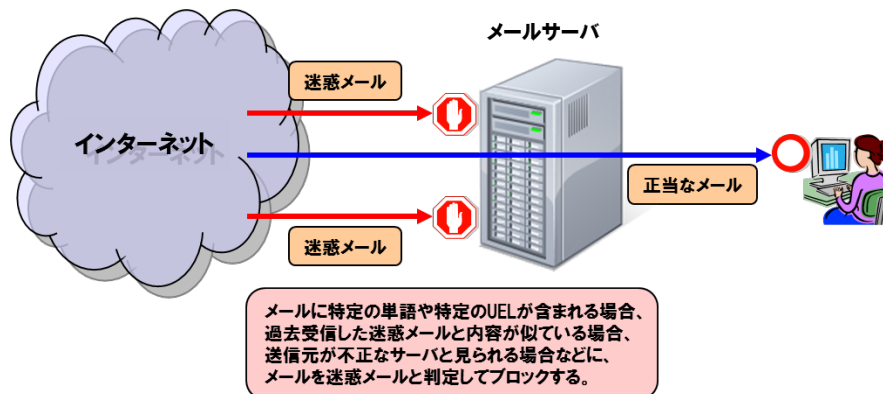 メールサーバ
迷惑メール
インターネット
正当なメール
迷惑メール
メールに特定の単語や特定のUELが含まれる場合、
過去受信した迷惑メールと内容が似ている場合、
送信元が不正なサーバと見られる場合などに、
メールを迷惑メールと判定してブロックする。